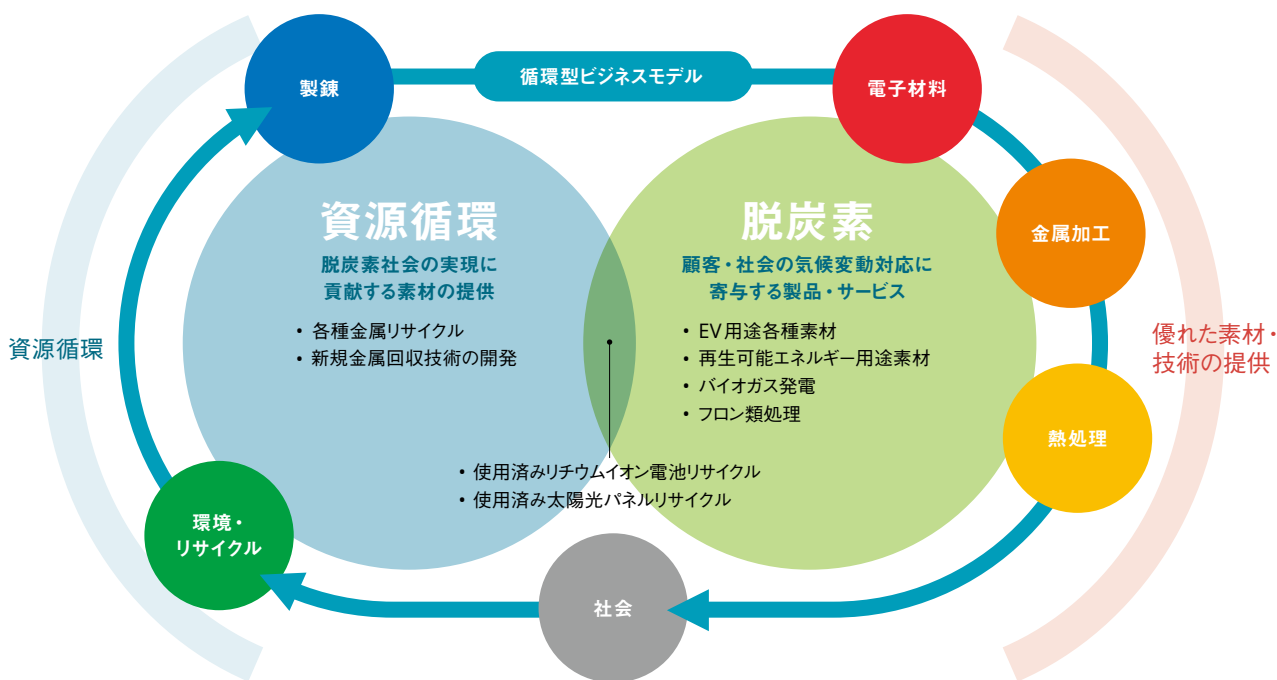 製錬
循環型ビジネスモデル
電子材料
金属加工
熱処理
社会
環境・
リサイクル
資源循環
優れた素材・
技術の提供
資源循環
脱炭素社会の実現に
貢献する素材の提供
・各種金属リサイクル
・新規金属回収技術の開発
脱炭素
顧客・社会の気候変動対応に
寄与する製品・サービス
・EV用途各種素材
・再生可能エネルギー用途素材
・バイオガス発電
・フロン類処理
・使用済みリチウムイオン電池リサイクル
・使用済み太陽光パネルリサイクル